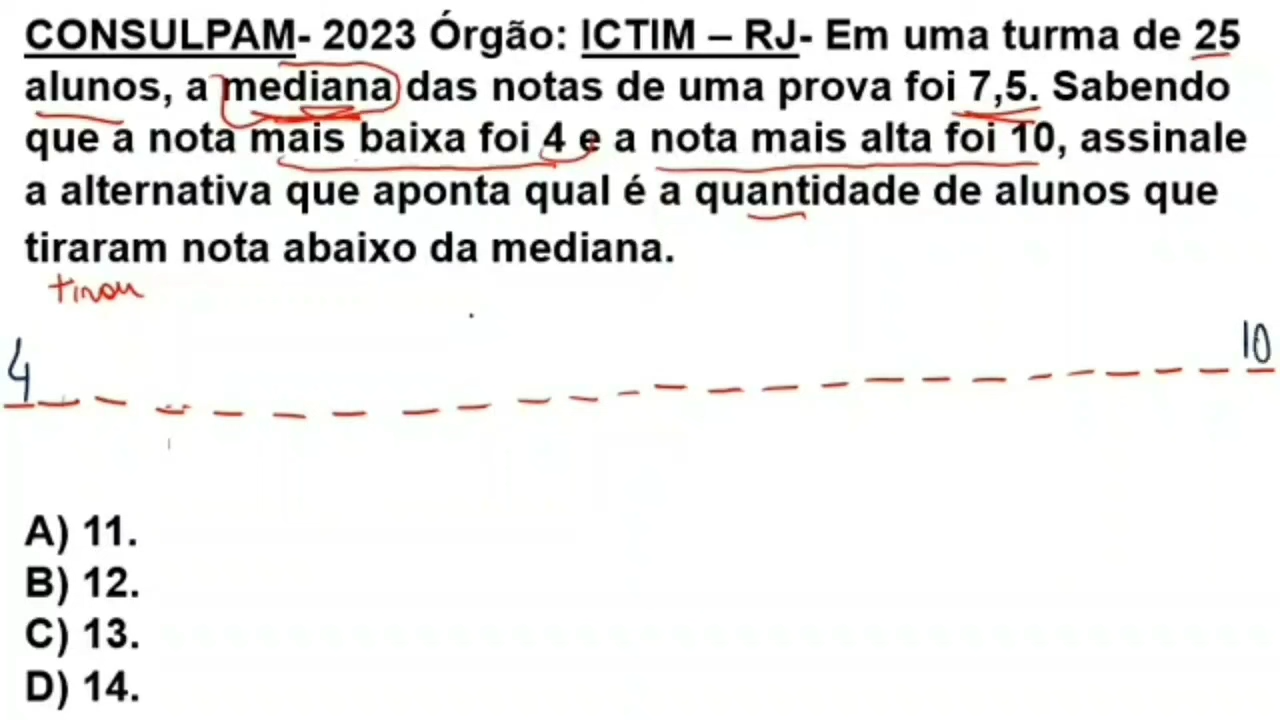 CONSULPAM- 2023 Órgão: ICTIM – RJ- Em uma turma de 25
alunos, a mediana das notas de uma prova foi 7,5. Sabendo
que a nota mais baixa foi 4 e a nota mais alta foi 10, assinale
a alternativa que aponta qual é a quantidade de alunos que
tiraram nota abaixo da mediana.
tirou
4 10
A) 11.
B) 12.
C) 13.
D) 14.